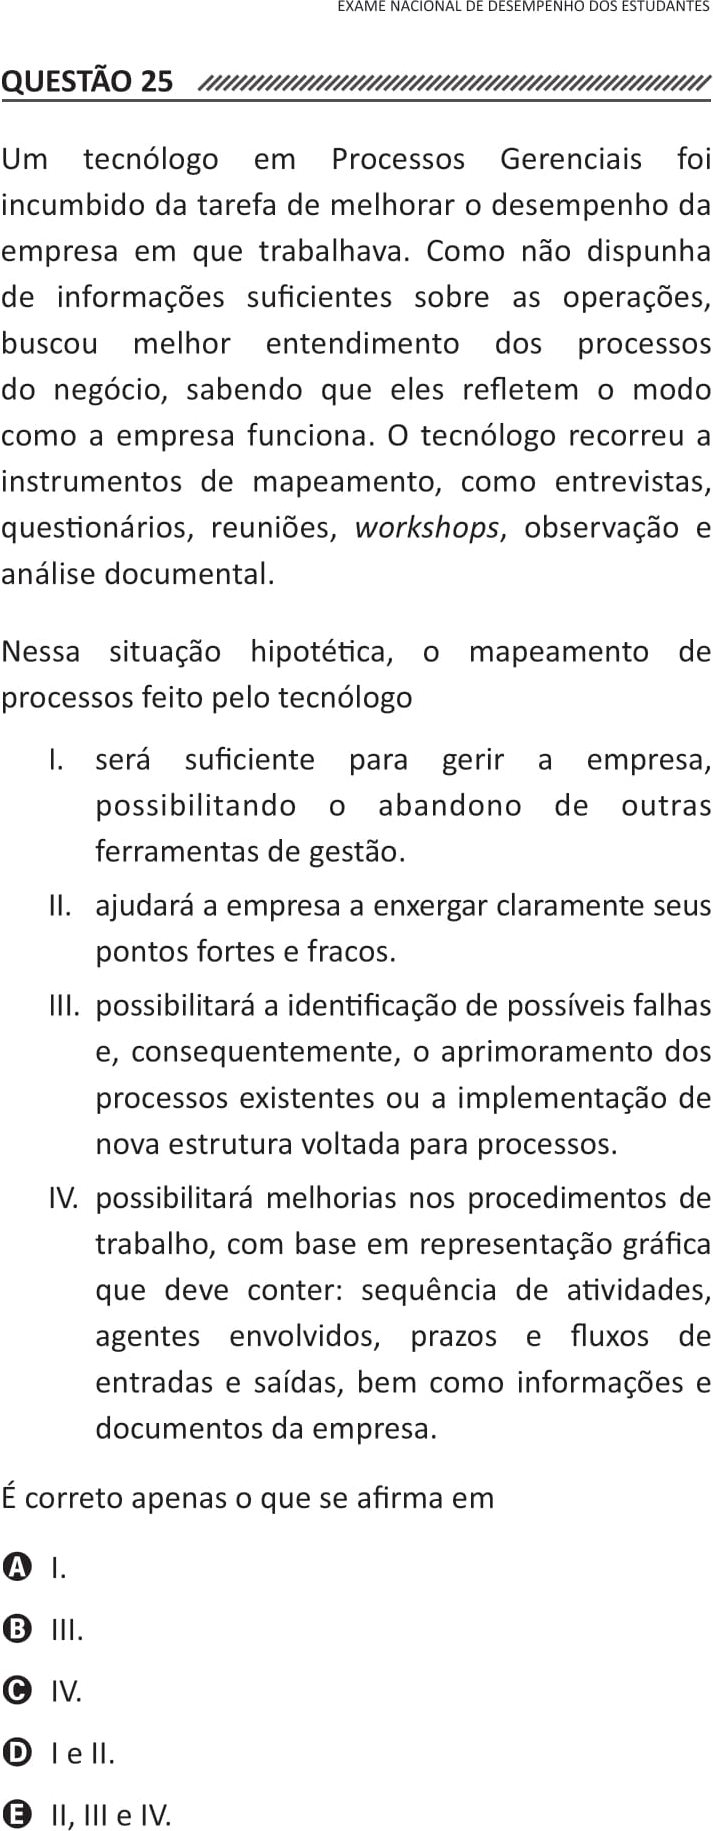 EXAME NACIONAL DE DESEMPENHO DOS ESTUDANTES
QUESTÃO 25
Um tecnólogo em Processos Gerenciais foi
incumbido da tarefa de melhorar o desempenho da
empresa em que trabalhava. Como não dispunha
de informações suficientes sobre as operações,
buscou melhor entendimento dos processos
do negócio, sabendo que eles refletem o modo
como a empresa funciona. O tecnólogo recorreu a
instrumentos de mapeamento, como entrevistas,
questionários, reuniões, workshops, observação e
análise documental.
Nessa situação hipotética, o mapeamento de
processos feito pelo tecnólogo
I. será suficiente para gerir a empresa,
possibilitando o abandono de outras
ferramentas de gestão.
II. ajudará a empresa a enxergar claramente seus
pontos fortes e fracos.
III. possibilitará a identificação de possíveis falhas
e, consequentemente, o aprimoramento dos
processos existentes ou a implementação de
nova estrutura voltada para processos.
IV. possibilitará melhorias nos procedimentos de
trabalho, com base em representação gráfica
que deve conter: sequência de atividades,
agentes envolvidos, prazos e fluxos de
entradas e saídas, bem como informações e
documentos da empresa.
É correto apenas o que se afirma em
A I.
B III.
C IV.
D I e II.
E II, III e IV.